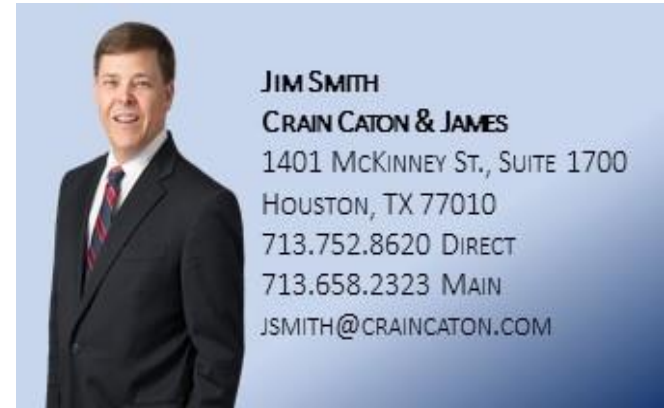 Jim Smith
Crain Caton & James
1401 McKinney St., Suite 1700
Houston, TX 77010
713.752.8620 Direct
713.658.2323 Main
jsmith@craincaton.com